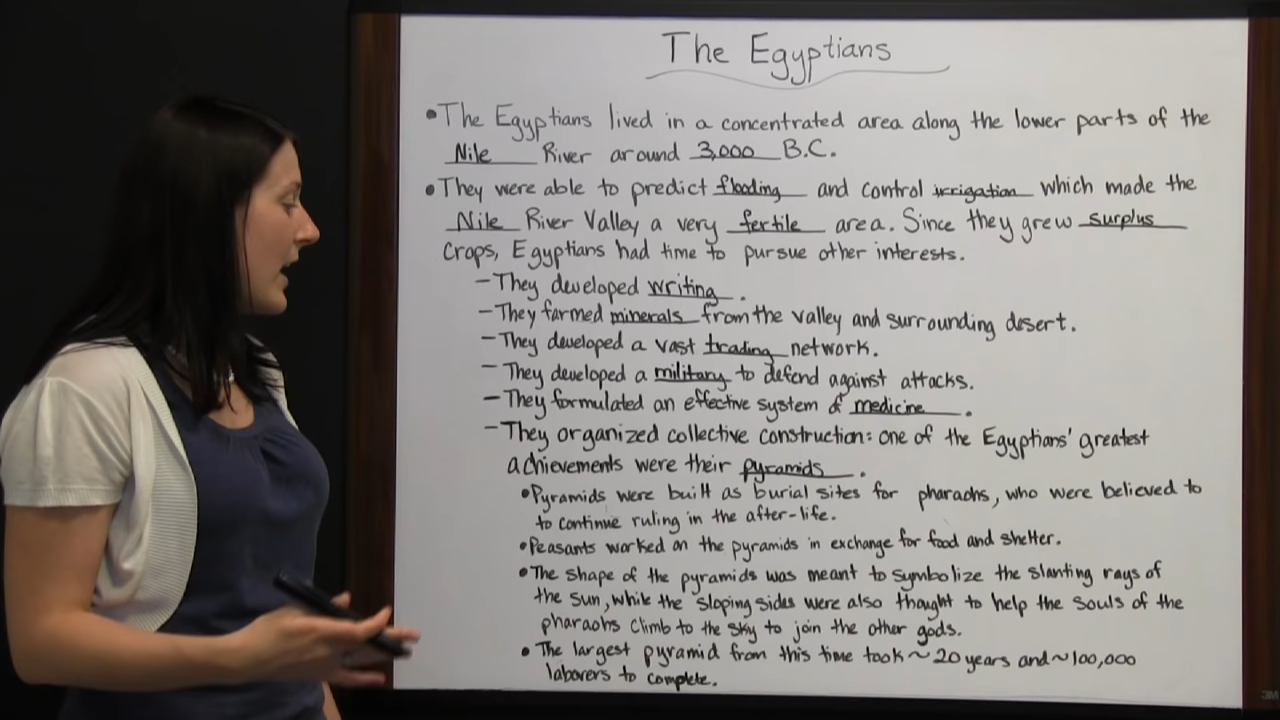 The Egyptians
•The Egyptians lived in a concentrated area along the lower parts of the
Nile River around 3,000 B.C.
•They were able to predict flooding and control irrigation which made the
Nile River Valley a very fertile area. Since they grew surplus
crops, Egyptians had time to pursue other interests.
–They developed writing.
–They farmed minerals from the valley and surrounding desert.
–They developed a vast trading network.
–They developed a military to defend against attacks.
–They formulated an effective system of medicine.
–They organized collective construction: one of the Egyptians' greatest
achievements were their pyramids.
•Pyramids were built as burial sites for pharaohs, who were believed to
to continue ruling in the after-life.
•Peasants worked on the pyramids in exchange for food and shelter.
•The shape of the pyramids was meant to symbolize the slanting rays of
the sun, while the sloping sides were also thought to help the souls of the
pharaohs climb to the sky to join the other gods.
•The largest pyramid from this time took ~20 years and ~100,000
laborers to complete.
3M